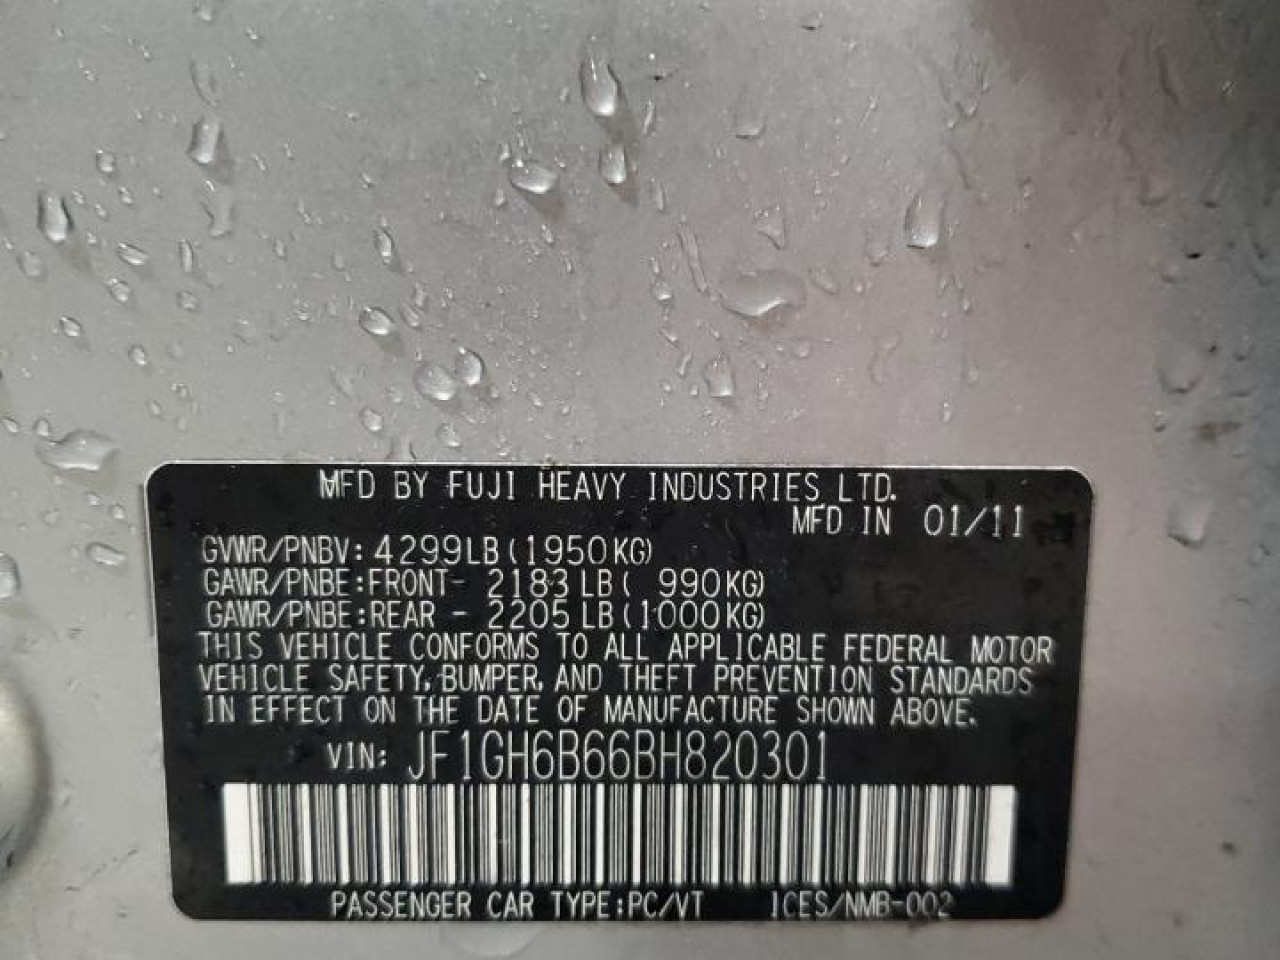 MFD BY FUJI HEAVY INDUSTRIES LTD.
MFD IN 01/11
GVWR/PNBV: 4299LB (1950KG)
GAWR/PNBE: FRONT- 2183 LB ( 990KG)
GAWR/PNBE: REAR - 2205 LB (1000KG)
THIS VEHICLE CONFORMS TO ALL APPLICABLE FEDERAL MOTOR
VEHICLE SAFETY, BUMPER, AND THEFT PREVENTION STANDARDS
IN EFFECT ON THE DATE OF MANUFACTURE SHOWN ABOVE.
VIN: JF1GH6B66BH820301
PASSENGER CAR TYPE: PC/VT ICES/NMB-002